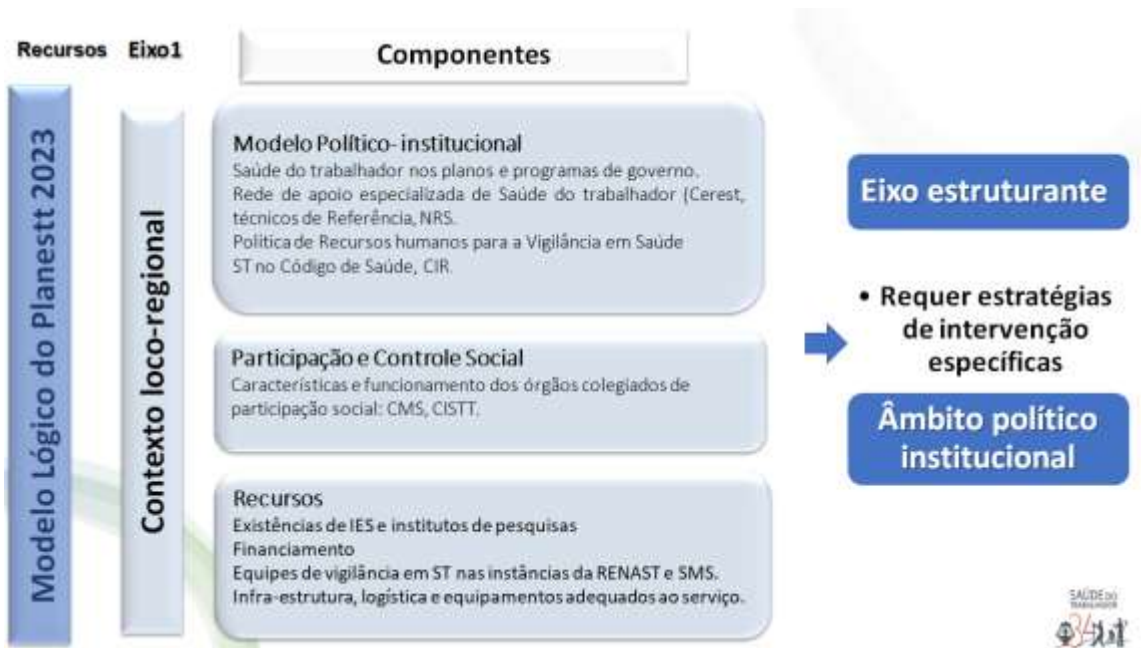 Recursos
Eixo1
Componentes
Modelo Lógico do Planestt 2023
Contexto loco-regional
Modelo Político- institucional
Saúde do trabalhador nos planos e programas de governo.
Rede de apoio especializada de Saúde do trabalhador (Cerest,
técnicos de Referência, NRS.
Política de Recursos humanos para a Vigilância em Saúde
ST no Código de Saúde, CIR.
Participação e Controle Social
Características e funcionamento dos órgãos colegiados de
participação social: CMS, CISTT.
Recursos
Existências de IES e institutos de pesquisas
Financiamento
Equipes de vigilância em ST nas instâncias da RENAST e SMS.
Infra-estrutura, logística e equipamentos adequados ao serviço.
Eixo estruturante
• Requer estratégias
de intervenção
específicas
Âmbito político
institucional
SAÚDE DO
TRABALHADOR
34